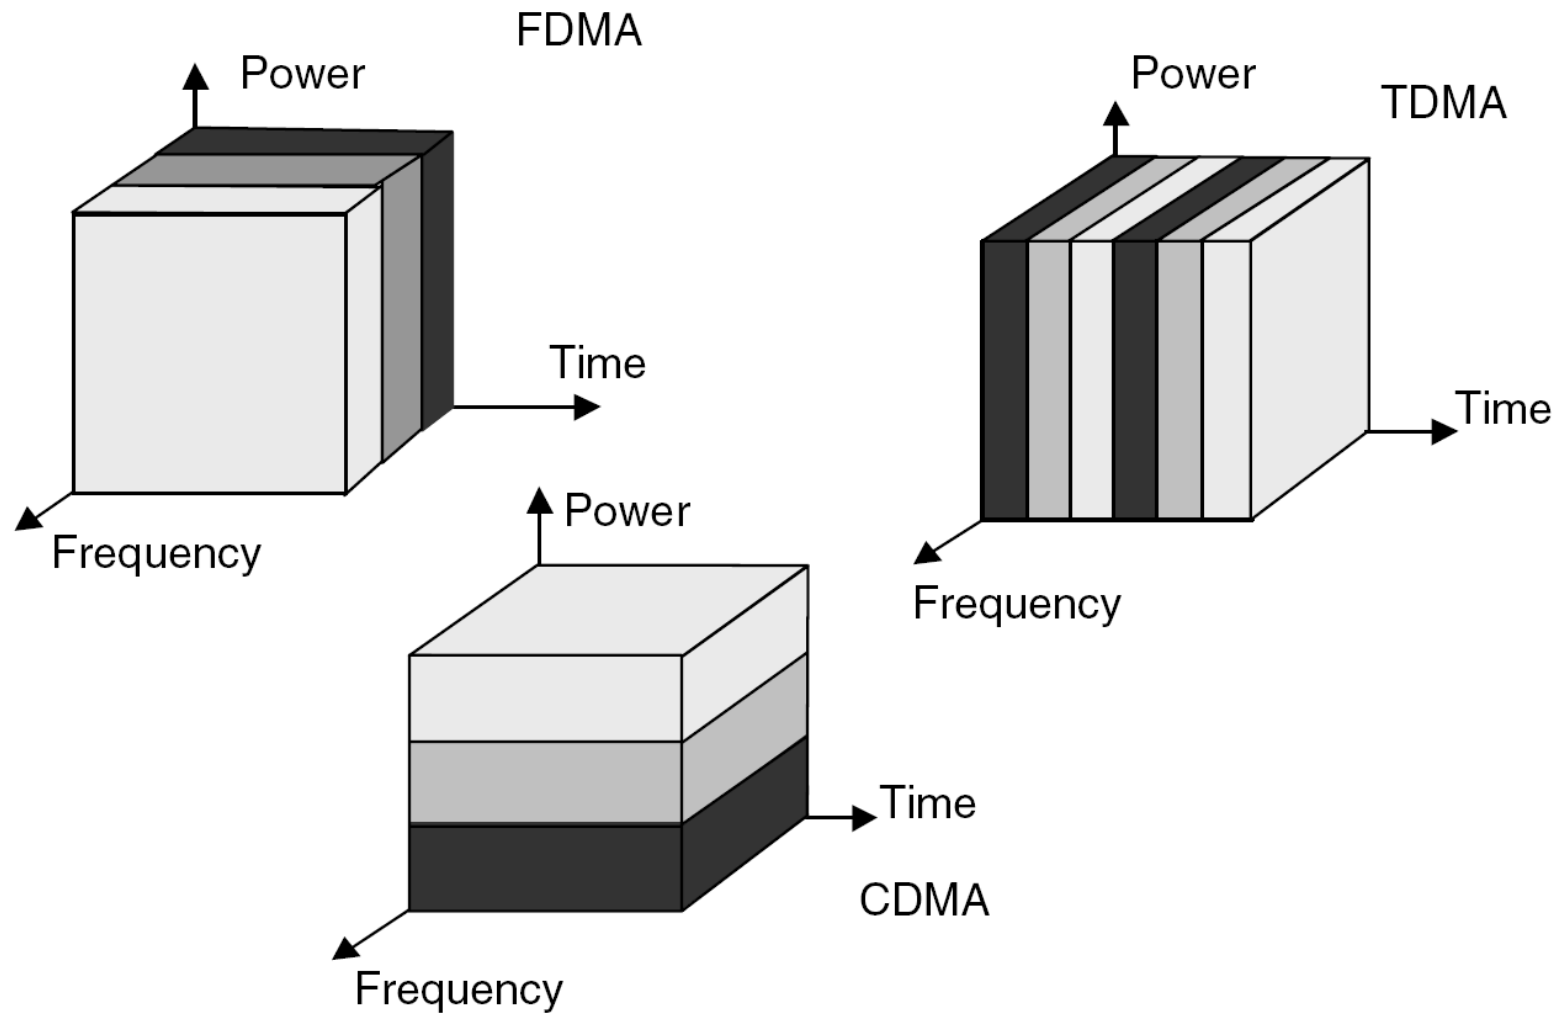 FDMA
Power
Time
Frequency
Power
TDMA
Time
Frequency
Power
Time
CDMA
Frequency